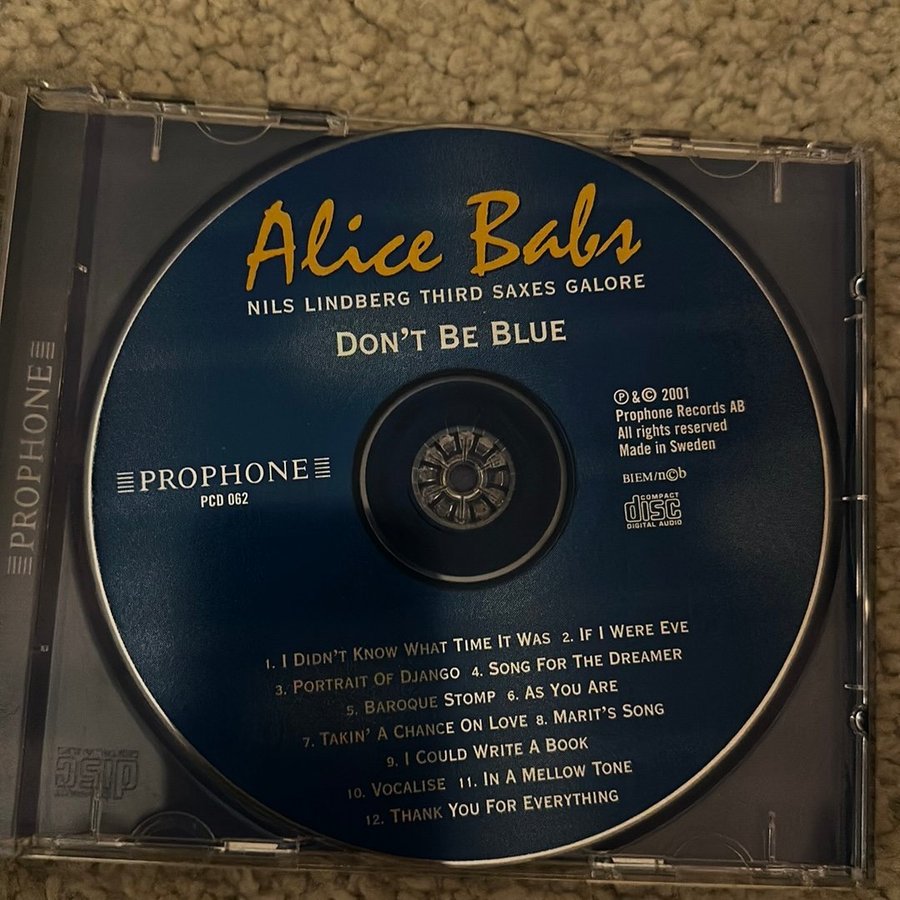 Alice Babs
NILS LINDBERG THIRD SAXES GALORE
DON'T BE BLUE
PROPHONE
PCD 062
Ⓟ & © 2001
Prophone Records AB
All rights reserved
Made in Sweden
BIEM/n©b
COMPACT
disc
DIGITAL AUDIO
1. I DIDN'T KNOW WHAT TIME IT WAS 2. IF I WERE EVE
3. PORTRAIT OF DJANGO 4. SONG FOR THE DREAMER
5. BAROQUE STOMP 6. AS YOU ARE
7. TAKIN' A CHANCE ON LOVE 8. MARIT'S SONG
9. I COULD WRITE A BOOK
10. VOCALISE 11. IN A MELLOW TONE
12. THANK YOU FOR EVERYTHING
PROPHONE
disc